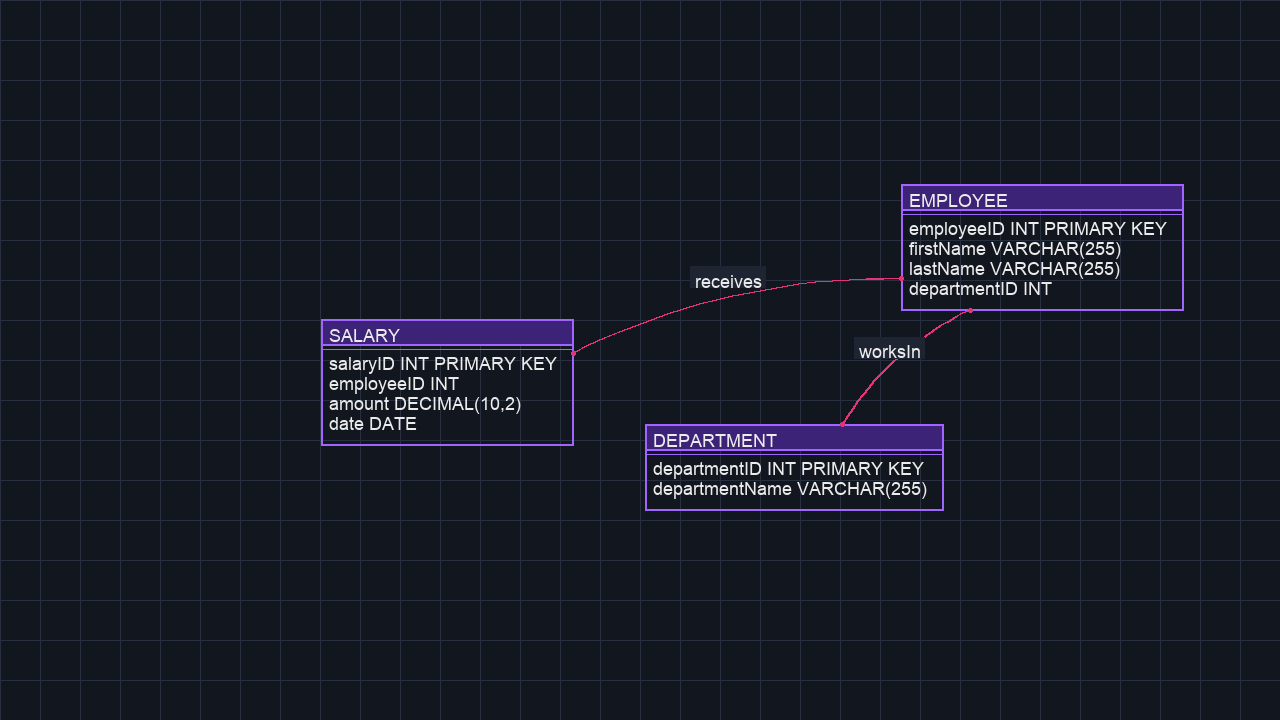 EMPLOYEE
employeeID INT PRIMARY KEY
firstName VARCHAR(255)
lastName VARCHAR(255)
departmentID INT
receives
SALARY
salaryID INT PRIMARY KEY
employeeID INT
amount DECIMAL(10,2)
date DATE
worksIn
DEPARTMENT
departmentID INT PRIMARY KEY
departmentName VARCHAR(255)